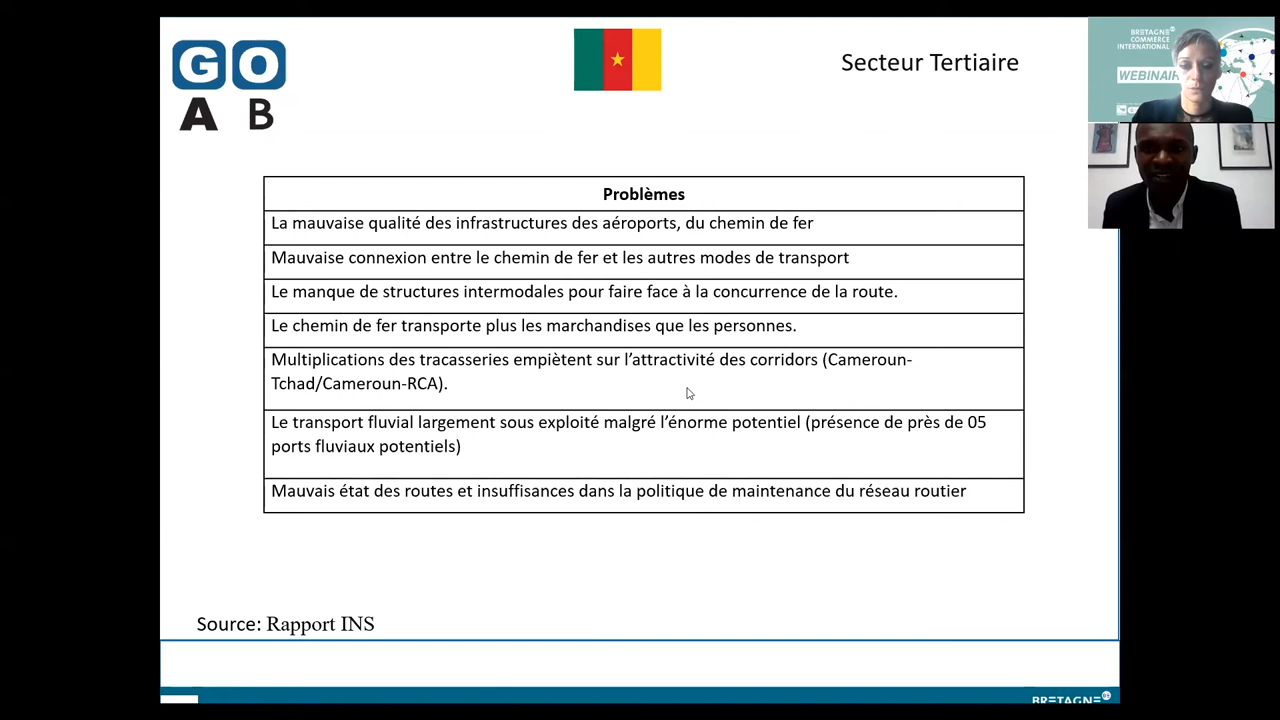 GO
A B
Secteur Tertiaire
BRETAGNE
COMMERCE
INTERNATIONAL
WEBINAIR
Problèmes
La mauvaise qualité des infrastructures des aéroports, du chemin de fer
Mauvaise connexion entre le chemin de fer et les autres modes de transport
Le manque de structures intermodales pour faire face à la concurrence de la route.
Le chemin de fer transporte plus les marchandises que les personnes.
Multiplications des tracasseries empiètent sur l’attractivité des corridors (Cameroun-
Tchad/Cameroun-RCA).
Le transport fluvial largement sous exploité malgré l’énorme potentiel (présence de près de 05
ports fluviaux potentiels)
Mauvais état des routes et insuffisances dans la politique de maintenance du réseau routier
Source: Rapport INS
BRETAGNE